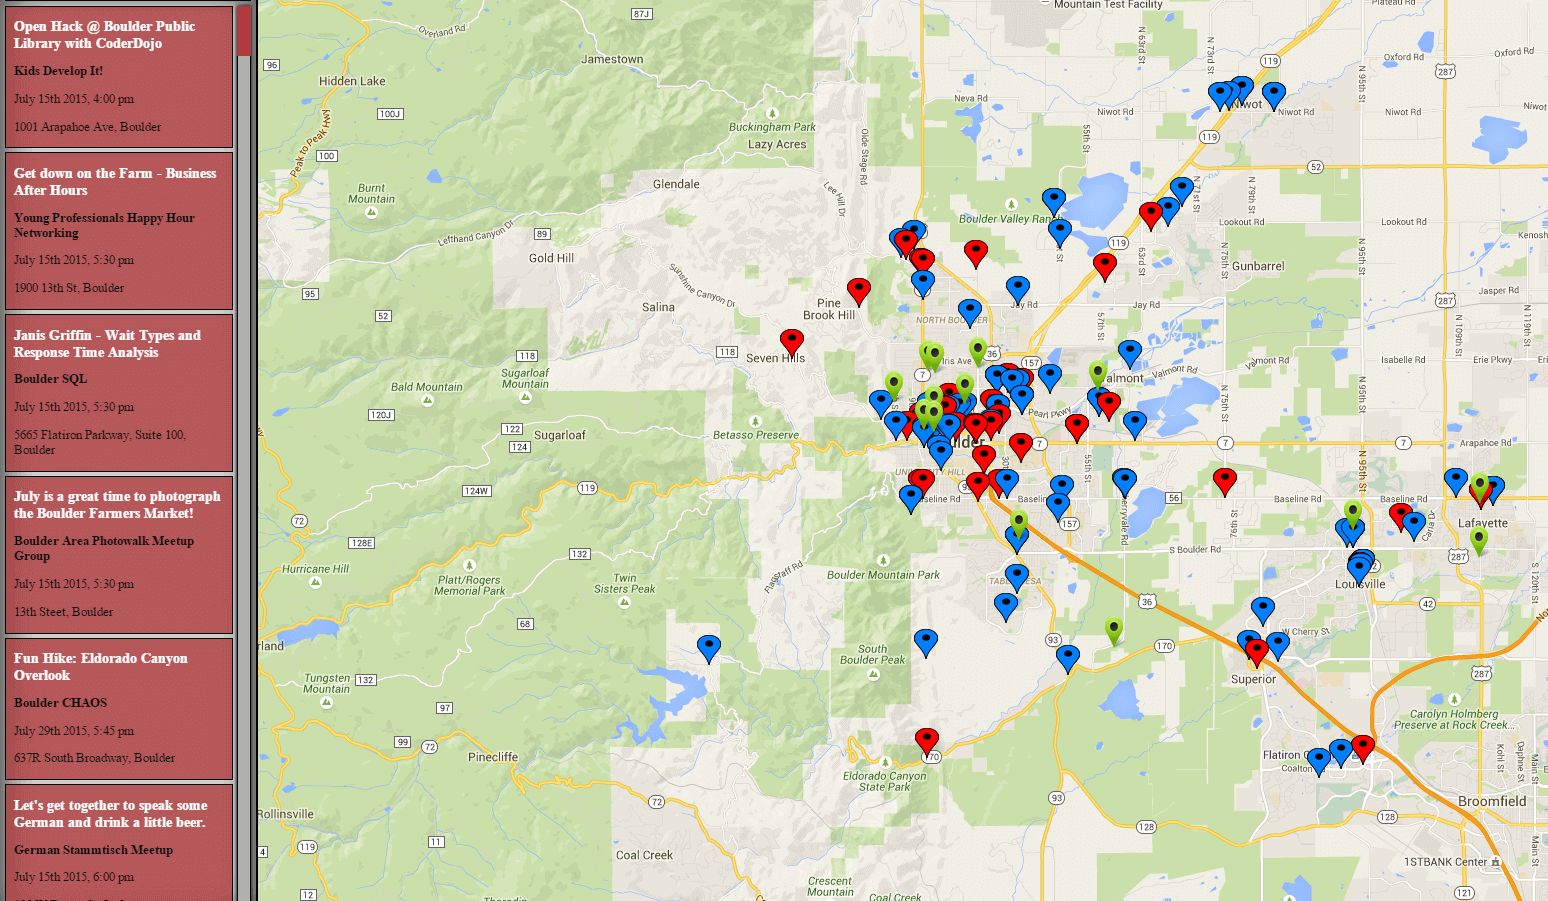 Open Hack @ Boulder Public
Library with CoderDojo
Kids Develop It!
July 15th 2015, 4:00 pm
1001 Arapahoe Ave, Boulder
Get down on the Farm - Business
After Hours
Young Professionals Happy Hour
Networking
July 15th 2015, 5:30 pm
1900 13th St, Boulder
Janis Griffin - Wait Types and
Response Time Analysis
Boulder SQL
July 15th 2015, 5:30 pm
5665 Flatiron Parkway, Suite 100,
Boulder
July is a great time to photograph
the Boulder Farmers Market!
Boulder Area Photowalk Meetup
Group
July 15th 2015, 5:30 pm
13th Steet, Boulder
Fun Hike: Eldorado Canyon
Overlook
Boulder CHAOS
July 29th 2015, 5:45 pm
637R South Broadway, Boulder
Let's get together to speak some
German and drink a little beer.
German Stammtisch Meetup
July 15th 2015, 6:00 pm
Mountain Test Facility
Plateau Rd
87J
Overland Rd
N 63rd St
N 73rd St
Oxford Rd
Oxford Rd
96
Jamestown
119
287
Hidden Lake
N 95th St
Neva Rd
100J
Niwot Rd
Niwot
Niwot Rd
Niwot Rd
Buckingham Park
Lazy Acres
Peak to Peak Hwy
55th St
119
Olde Stage Rd
100
52
Glendale
Burnt
Mountain
Lee Hill Dr
N 71st St
N 79th St
Boulder Valley Ranch
Lookout Rd
Lookout Rd
Lefthand Canyon Dr
89
Kenosh
119
63rd St
N 95th St
Gold Hill
Gunbarrel
Sunshine Canyon Dr
95
Jasper Rd
Salina
Pine
Brook Hill
Jay Rd
Jay Rd
287
52
NORTH BOULDER
57th St
N 109th St
N 119th St
118
Seven Hills
118
Iris Ave
36
157
Valmont Rd
Valmont Rd
Isabelle Rd
Erie Pkwy
Sugarloaf
Mountain
7
Valmont
Bald Mountain
N 75th St
120J
Pearl Pkwy
122
Betasso Preserve
Sugarloaf
124
7
7
7
Arapahoe Rd
UNIVERSITY HILL
55th St
N 95th St
124W
119
Baseline Rd
Baseline
56
Baseline Rd
Baseline Rd
72
157
Cherryvale Rd
76th St
Lafayette
128E
132
S Boulder Rd
287
Hurricane Hill
Platt/Rogers
Memorial Park
Twin
Sisters Peak
Flagstaff Rd
Boulder Mountain Park
TABLE MESA
Louisville
S 120th St
36
42
68
93
W Cherry St
170
South
Boulder Peak
Tungsten
Mountain
132
Superior
287
97
Carolyn Holmberg
Preserve at Rock Creek...
99
72
Pinecliffe
170
Flatiron
Coalton
Eldorado Canyon
State Park
Kohl St
Daphne St
Main St
72
93
Broomfield
Rollinsville
128
128
119
11
Coal Creek
1STBANK Center
Main St
Crescent
Mountain
Coal Creek
12
121